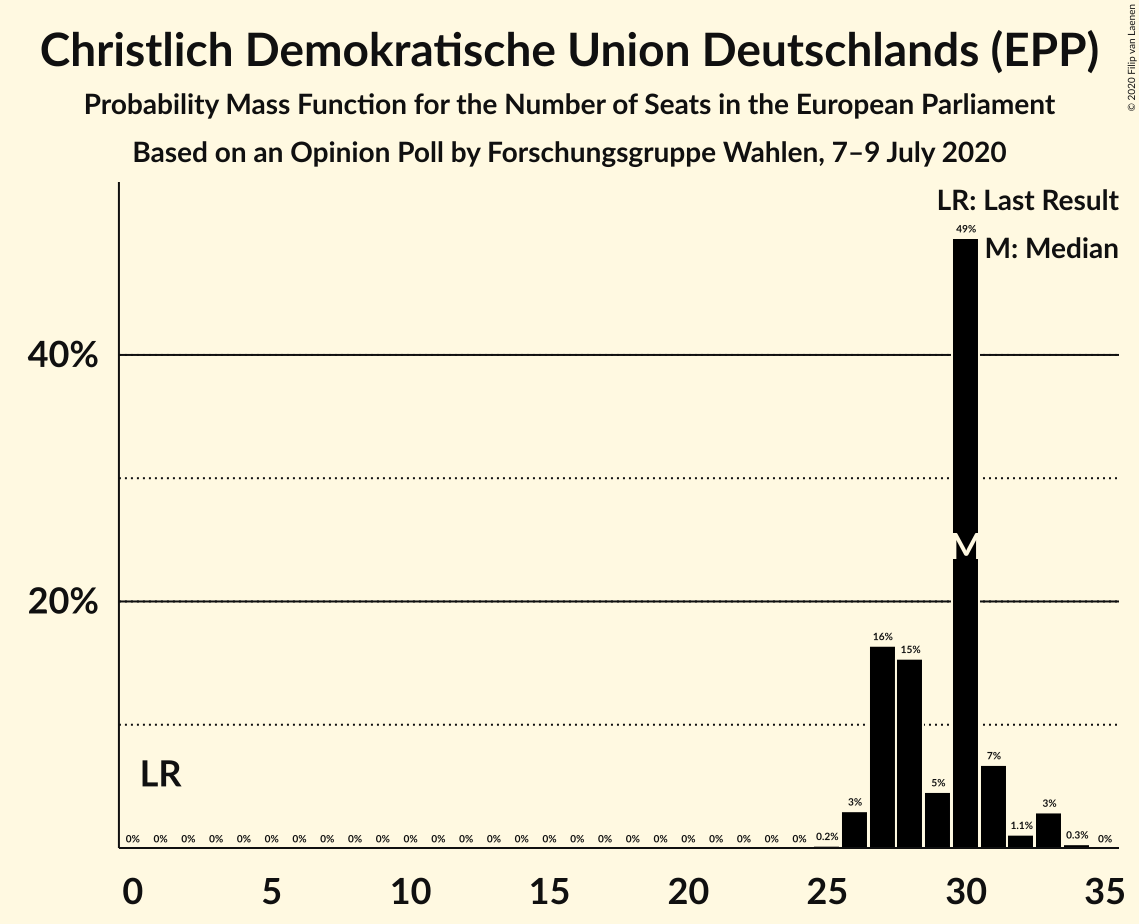 Christlich Demokratische Union Deutschlands (EPP)
Probability Mass Function for the Number of Seats in the European Parliament
Based on an Opinion Poll by Forschungsgruppe Wahlen, 7–9 July 2020
© 2020 Filip van Laenen
LR: Last Result
M: Median
49%
40%
M
20%
16%
15%
LR
7%
5%
3%
3%
1.1%
0.3%
0.2%
0% 0% 0% 0% 0% 0% 0% 0% 0% 0% 0% 0% 0% 0% 0% 0% 0% 0% 0% 0% 0% 0% 0% 0% 0% 0%
0 5 10 15 20 25 30 35